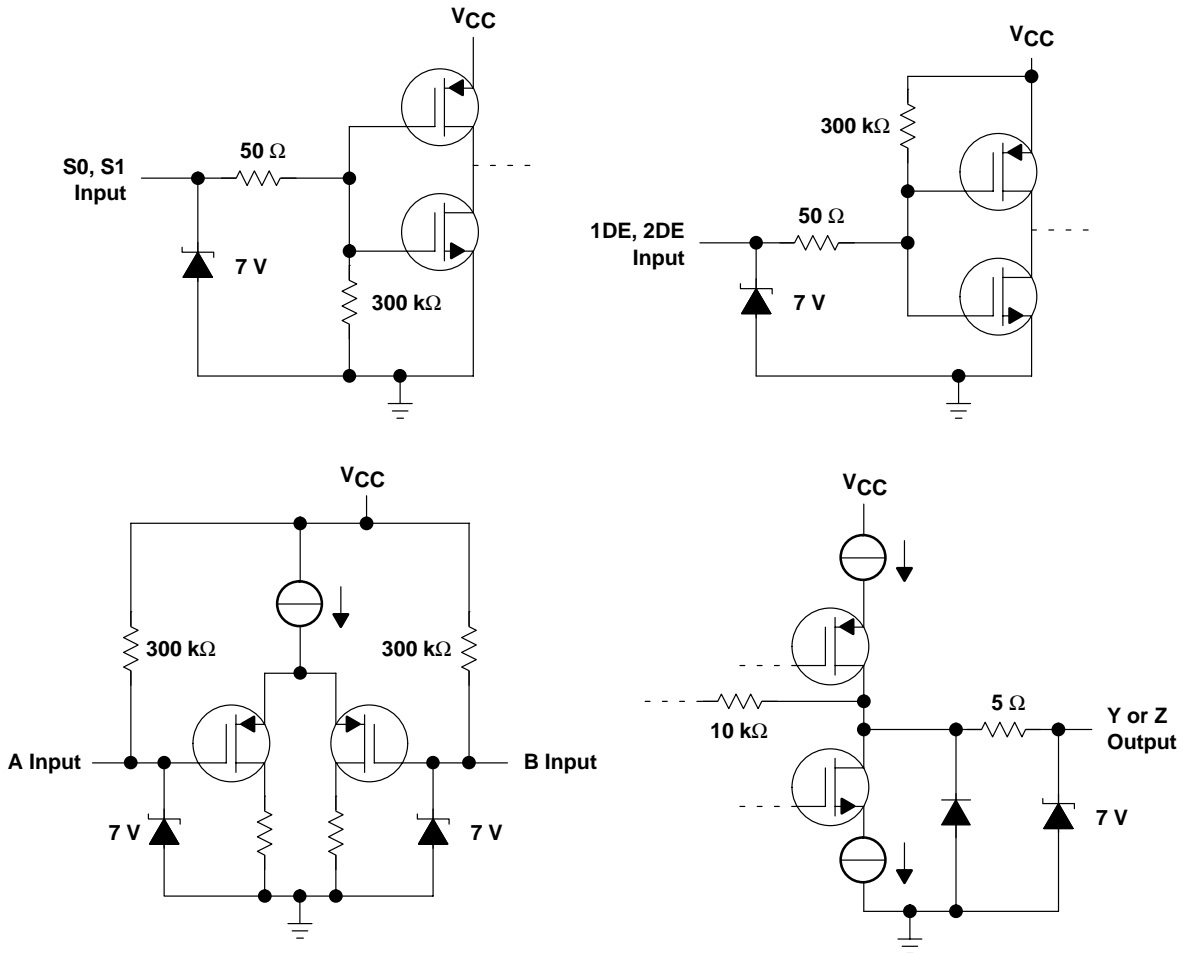 VCC
50 Ω
S0, S1
Input
7 V
300 kΩ
VCC
300 kΩ
50 Ω
1DE, 2DE
Input
7 V
VCC
300 kΩ
300 kΩ
A Input
B Input
7 V
7 V
VCC
10 kΩ
5 Ω
Y or Z
Output
7 V